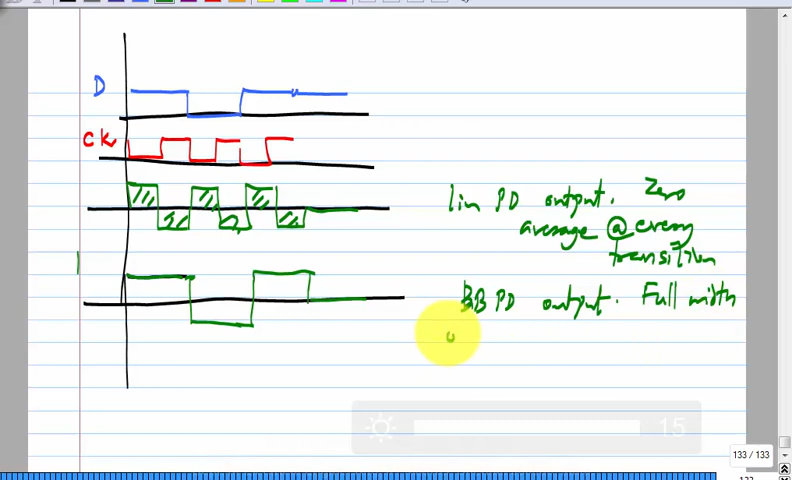 D
CK
lin PD output. Zero
average @ every
transition
BB PD output. Full width
15
133 / 133